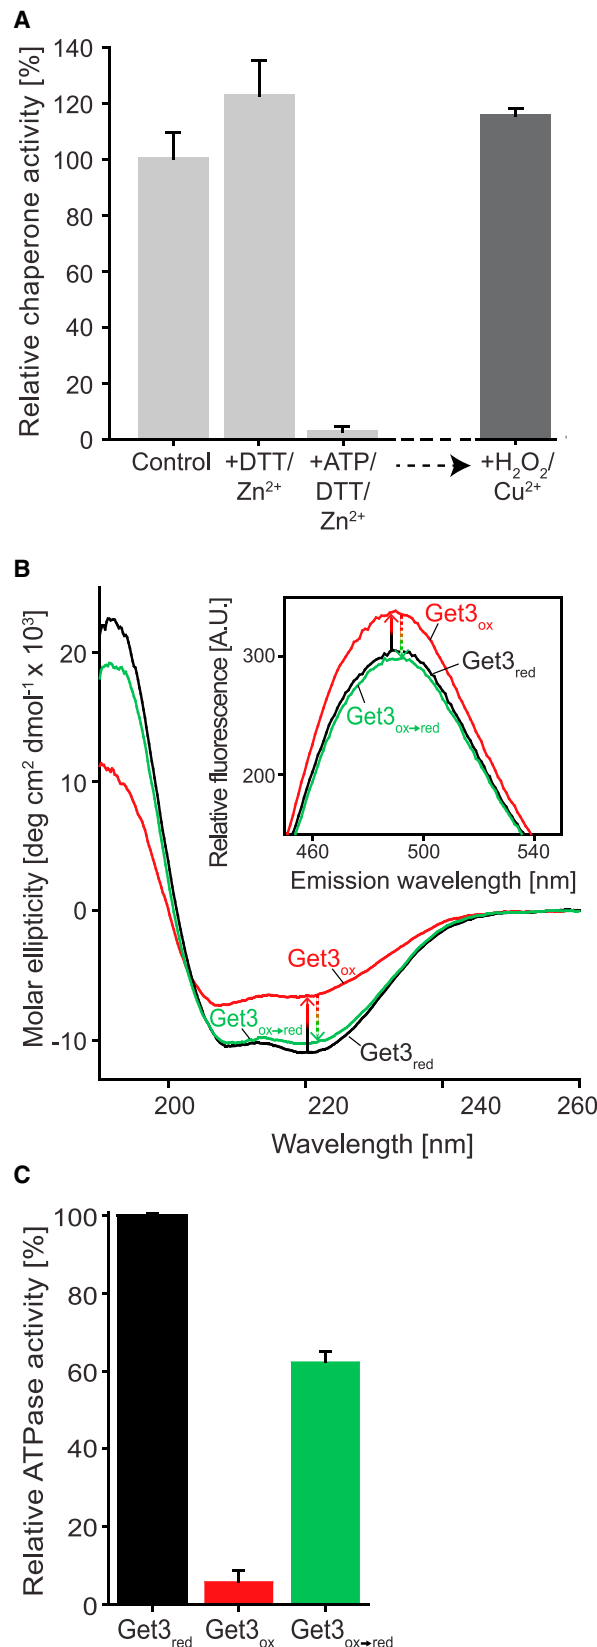 A
Relative chaperone activity [%]
140
120
100
80
60
40
20
0
Control
+DTT/
Zn²⁺
+ATP/
DTT/
Zn²⁺
+H₂O₂/
Cu²⁺
B
Molar ellipticity [deg cm² dmol⁻¹ x 10³]
20
10
0
-10
200
220
240
260
Wavelength [nm]
Get3ox
Get3ox→red
Get3red
Relative fluorescence [A.U.]
300
200
460
500
540
Emission wavelength [nm]
Get3ox
Get3red
Get3ox→red
C
Relative ATPase activity [%]
100
80
60
40
20
0
Get3red
Get3ox
Get3ox→red